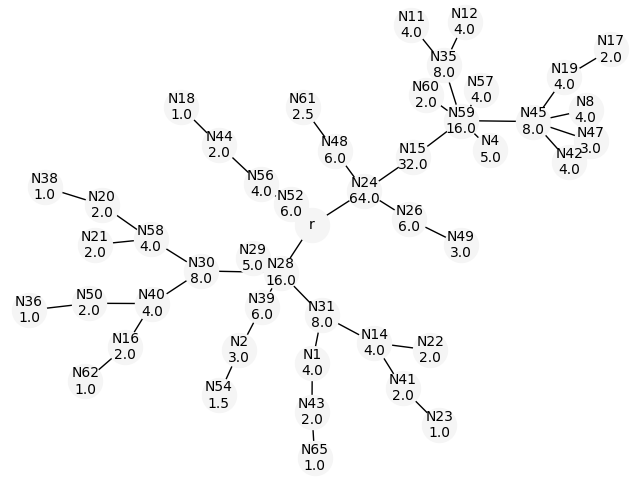 N11
4.0
N12
4.0
N17
2.0
N35
8.0
N19
4.0
N60
2.0
N57
4.0
N18
1.0
N61
2.5
N59
16.0
N45
8.0
N8
4.0
N44
2.0
N48
6.0
N15
32.0
N4
5.0
N47
3.0
N42
4.0
N38
1.0
N20
2.0
N56
4.0
N52
6.0
N24
64.0
r
N26
6.0
N49
3.0
N21
2.0
N58
4.0
N30
8.0
N29
5.0
N28
16.0
N36
1.0
N50
2.0
N40
4.0
N39
6.0
N31
8.0
N16
2.0
N2
3.0
N14
4.0
N22
2.0
N62
1.0
N54
1.5
N1
4.0
N41
2.0
N43
2.0
N23
1.0
N65
1.0